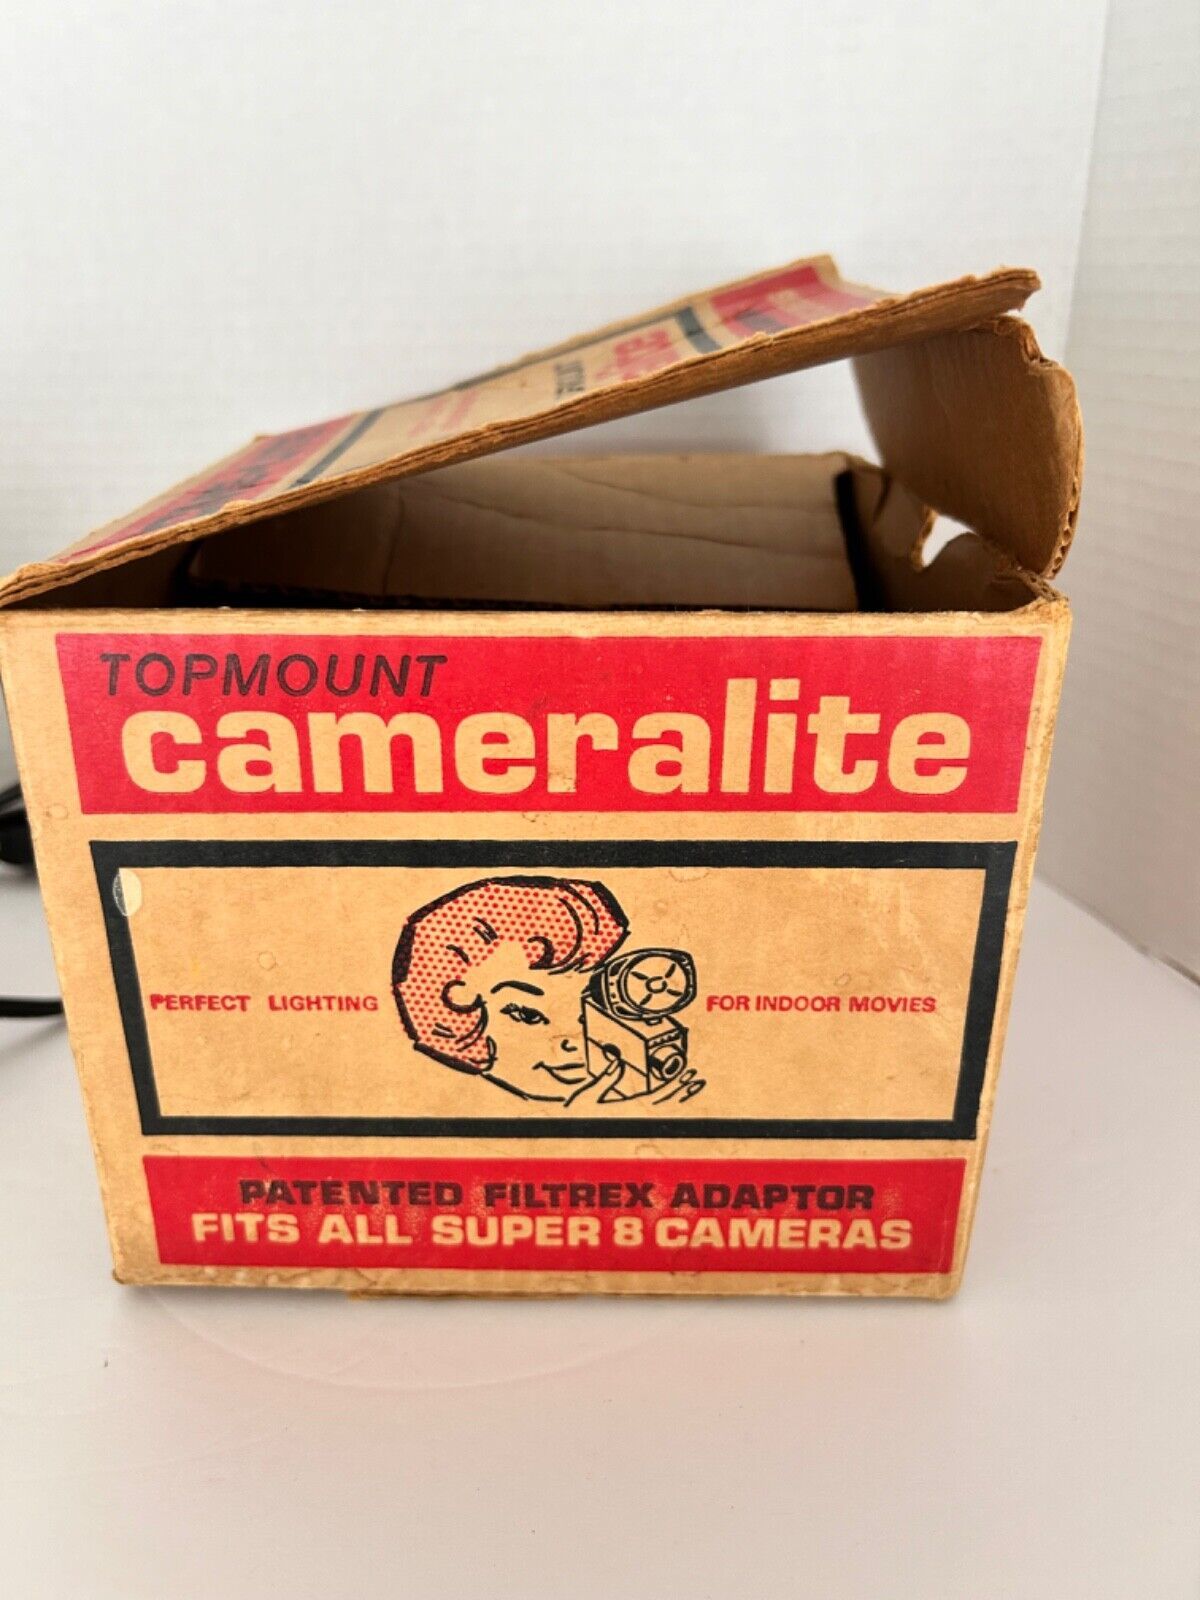 TOPMOUNT
cameralite
PERFECT LIGHTING
FOR INDOOR MOVIES
PATENTED FILTREX ADAPTOR
FITS ALL SUPER 8 CAMERAS